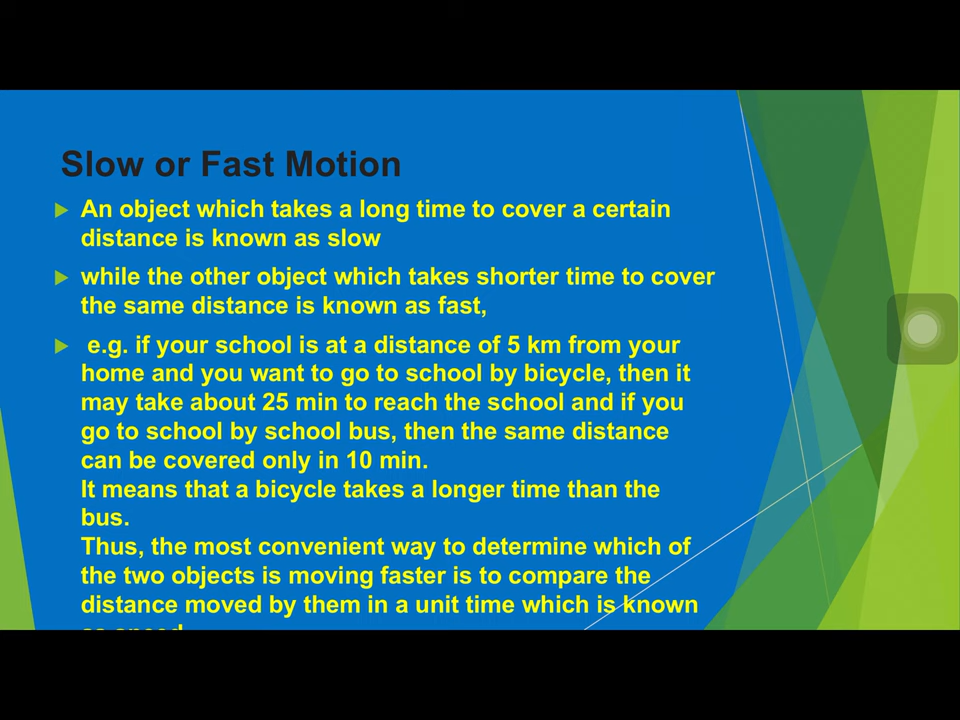 Slow or Fast Motion
An object which takes a long time to cover a certain
distance is known as slow
while the other object which takes shorter time to cover
the same distance is known as fast,
e.g. if your school is at a distance of 5 km from your
home and you want to go to school by bicycle, then it
may take about 25 min to reach the school and if you
go to school by school bus, then the same distance
can be covered only in 10 min.
It means that a bicycle takes a longer time than the
bus.
Thus, the most convenient way to determine which of
the two objects is moving faster is to compare the
distance moved by them in a unit time which is known